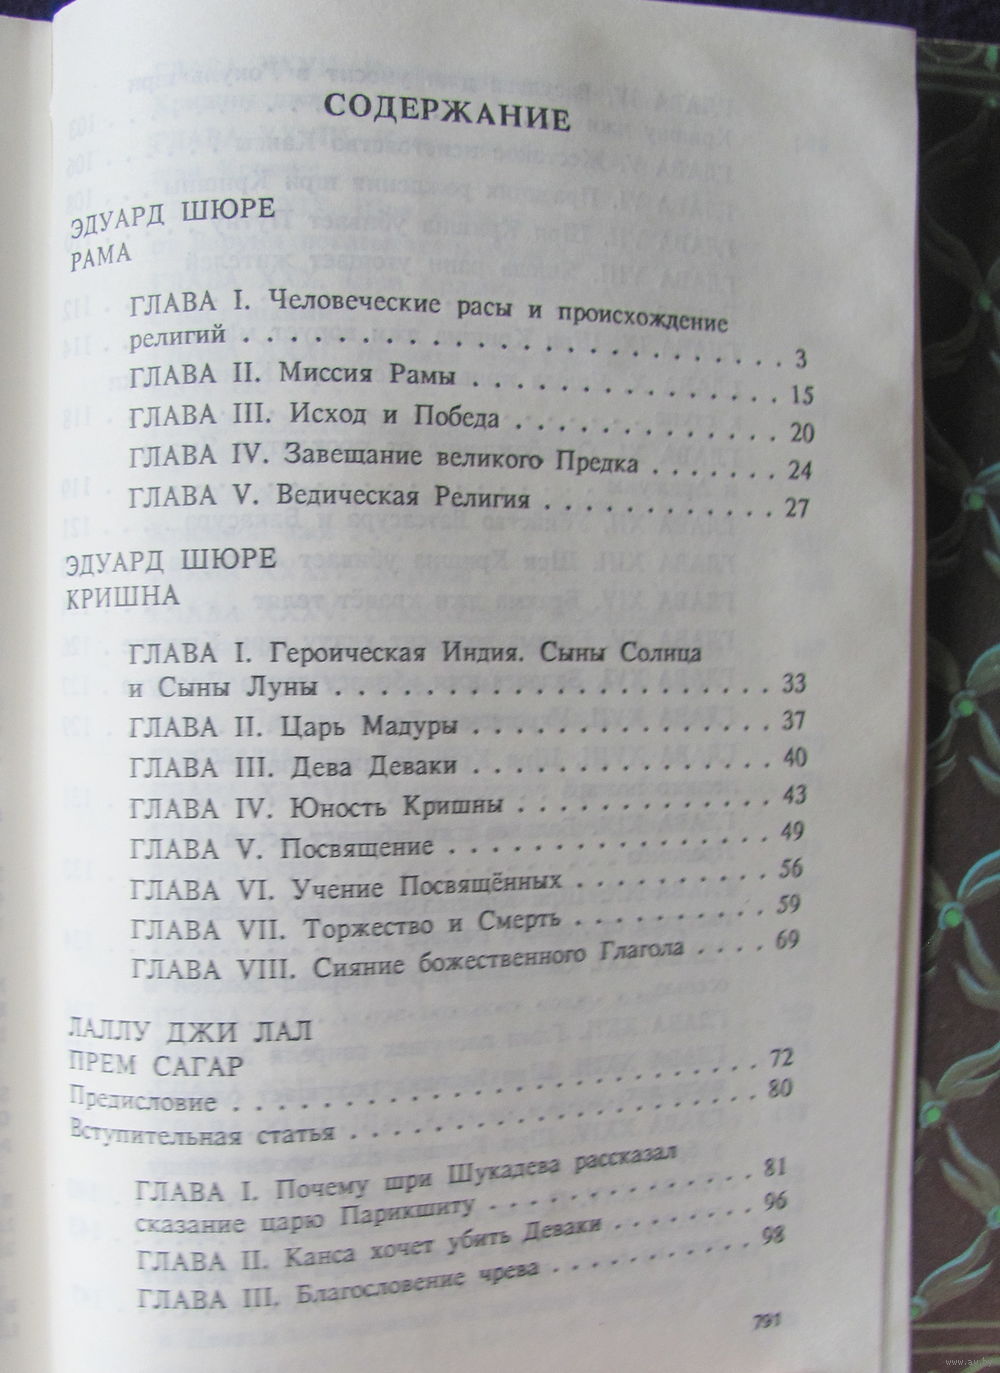 СОДЕРЖАНИЕ
ЭДУАРД ШЮРЕ
РАМА
ГЛАВА I. Человеческие расы и происхождение
религий . . . . . . . . . . . . . . . . . . . 3
ГЛАВА II. Миссия Рамы . . . . . . . . . . . 15
ГЛАВА III. Исход и Победа . . . . . . . . . 20
ГЛАВА IV. Завещание великого Предка . . . . . 24
ГЛАВА V. Ведическая Религия . . . . . . . . . 27
ЭДУАРД ШЮРЕ
КРИШНА
ГЛАВА I. Героическая Индия. Сыны Солнца
и Сыны Луны . . . . . . . . . . . . . . . . 33
ГЛАВА II. Царь Мадуры . . . . . . . . . . . 37
ГЛАВА III. Дева Деваки . . . . . . . . . . . 40
ГЛАВА IV. Юность Кришны . . . . . . . . . . 43
ГЛАВА V. Посвящение . . . . . . . . . . . . 49
ГЛАВА VI. Учение Посвящённых . . . . . . . . 56
ГЛАВА VII. Торжество и Смерть . . . . . . . . 59
ГЛАВА VIII. Сияние божественного Глагола . . . . 69
ЛАЛЛУ ДЖИ ЛАЛ
ПРЕМ САГАР
Предисловие . . . . . . . . . . . . . . . . 72
Вступительная статья . . . . . . . . . . . . 80
ГЛАВА I. Почему шри Шукадева рассказал
сказание царю Парикшиту . . . . . . . . . . 81
ГЛАВА II. Канса хочет убить Деваки . . . . . . 96
ГЛАВА III. Благословение чрева . . . . . . . . 98
791
www.ay.by